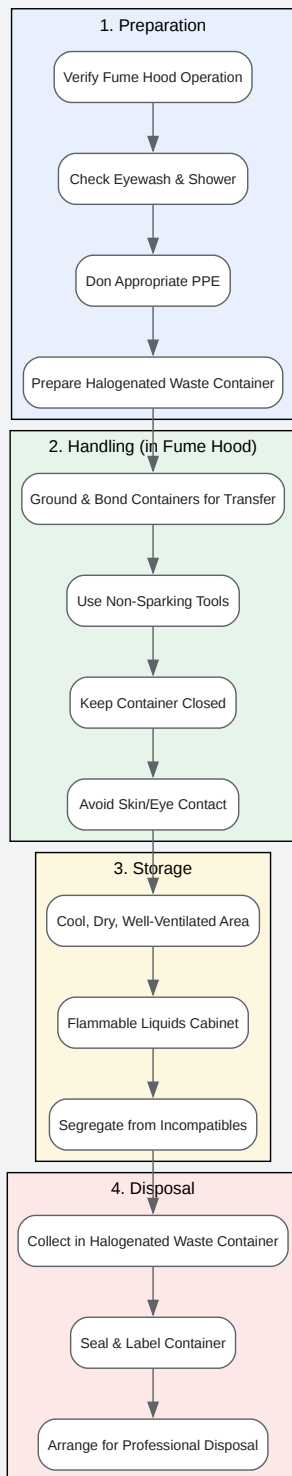 1. Preparation
Verify Fume Hood Operation
Check Eyewash & Shower
Don Appropriate PPE
Prepare Halogenated Waste Container
2. Handling (in Fume Hood)
Ground & Bond Containers for Transfer
Use Non-Sparking Tools
Keep Container Closed
Avoid Skin/Eye Contact
3. Storage
Cool, Dry, Well-Ventilated Area
Flammable Liquids Cabinet
Segregate from Incompatibles
4. Disposal
Collect in Halogenated Waste Container
Seal & Label Container
Arrange for Professional Disposal